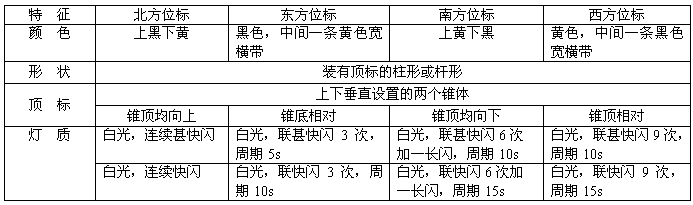 特 征 北方位标 东方位标 南方位标 西方位标
颜 色 上黑下黄 黑色，中间一条黄色宽横带 上黄下黑 黄色，中间一条黑色宽横带
形 状 装有顶标的柱形或杆形
顶 标 上下垂直设置的两个锥体
锥顶均向上 锥底相对 锥顶均向下 锥顶相对
灯 质 白光，连续甚快闪 白光，联甚快闪 3 次，周期 5s 白光，联甚快闪 6 次加一长闪，周期 10s 白光，联甚快闪 9 次，周期 10s
白光，连续快闪 白光，联快闪 3 次，周期 10s 白光，联快闪 6 次加一长闪，周期 15s 白光，联快闪 9 次，周期 15s